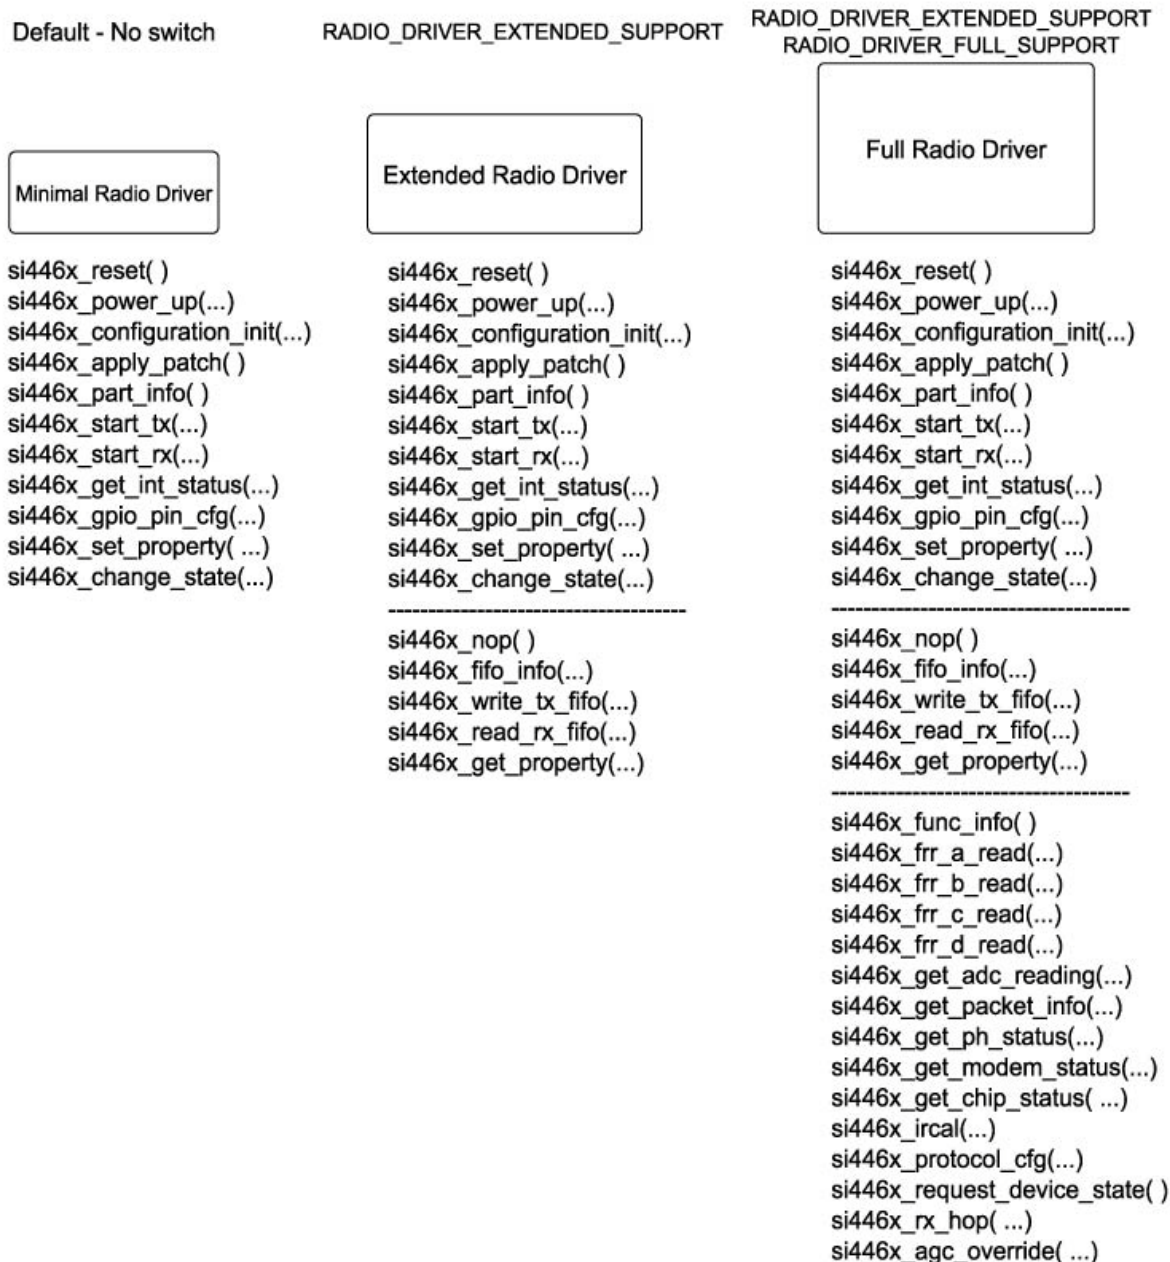 Default - No switch
Minimal Radio Driver
si446x_reset( )
si446x_power_up(...)
si446x_configuration_init(...)
si446x_apply_patch( )
si446x_part_info( )
si446x_start_tx(...)
si446x_start_rx(...)
si446x_get_int_status(...)
si446x_gpio_pin_cfg(...)
si446x_set_property( ...)
si446x_change_state(...)
RADIO_DRIVER_EXTENDED_SUPPORT
Extended Radio Driver
si446x_reset( )
si446x_power_up(...)
si446x_configuration_init(...)
si446x_apply_patch( )
si446x_part_info( )
si446x_start_tx(...)
si446x_start_rx(...)
si446x_get_int_status(...)
si446x_gpio_pin_cfg(...)
si446x_set_property( ...)
si446x_change_state(...)
-------------------------------------
si446x_nop( )
si446x_fifo_info(...)
si446x_write_tx_fifo(...)
si446x_read_rx_fifo(...)
si446x_get_property(...)
RADIO_DRIVER_EXTENDED_SUPPORT
RADIO_DRIVER_FULL_SUPPORT
Full Radio Driver
si446x_reset( )
si446x_power_up(...)
si446x_configuration_init(...)
si446x_apply_patch( )
si446x_part_info( )
si446x_start_tx(...)
si446x_start_rx(...)
si446x_get_int_status(...)
si446x_gpio_pin_cfg(...)
si446x_set_property( ...)
si446x_change_state(...)
-------------------------------------
si446x_nop( )
si446x_fifo_info(...)
si446x_write_tx_fifo(...)
si446x_read_rx_fifo(...)
si446x_get_property(...)
-------------------------------------
si446x_func_info( )
si446x_frr_a_read(...)
si446x_frr_b_read(...)
si446x_frr_c_read(...)
si446x_frr_d_read(...)
si446x_get_adc_reading(...)
si446x_get_packet_info(...)
si446x_get_ph_status(...)
si446x_get_modem_status(...)
si446x_get_chip_status( ...)
si446x_ircal(...)
si446x_protocol_cfg(...)
si446x_request_device_state( )
si446x_rx_hop( ...)
si446x_agc_override( ...)